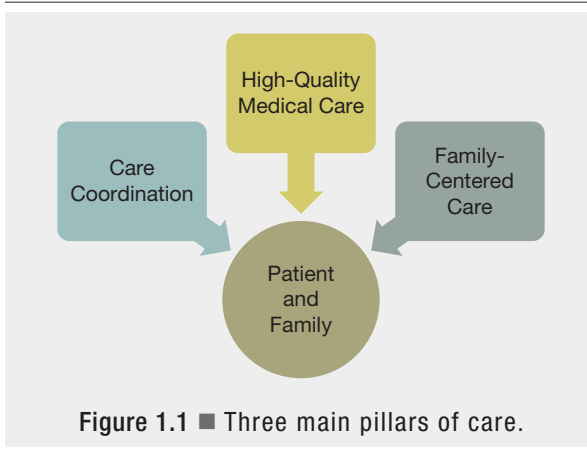 High-Quality
Medical Care
Care
Coordination
Family-
Centered
Care
Patient
and
Family
Figure 1.1 ■ Three main pillars of care.